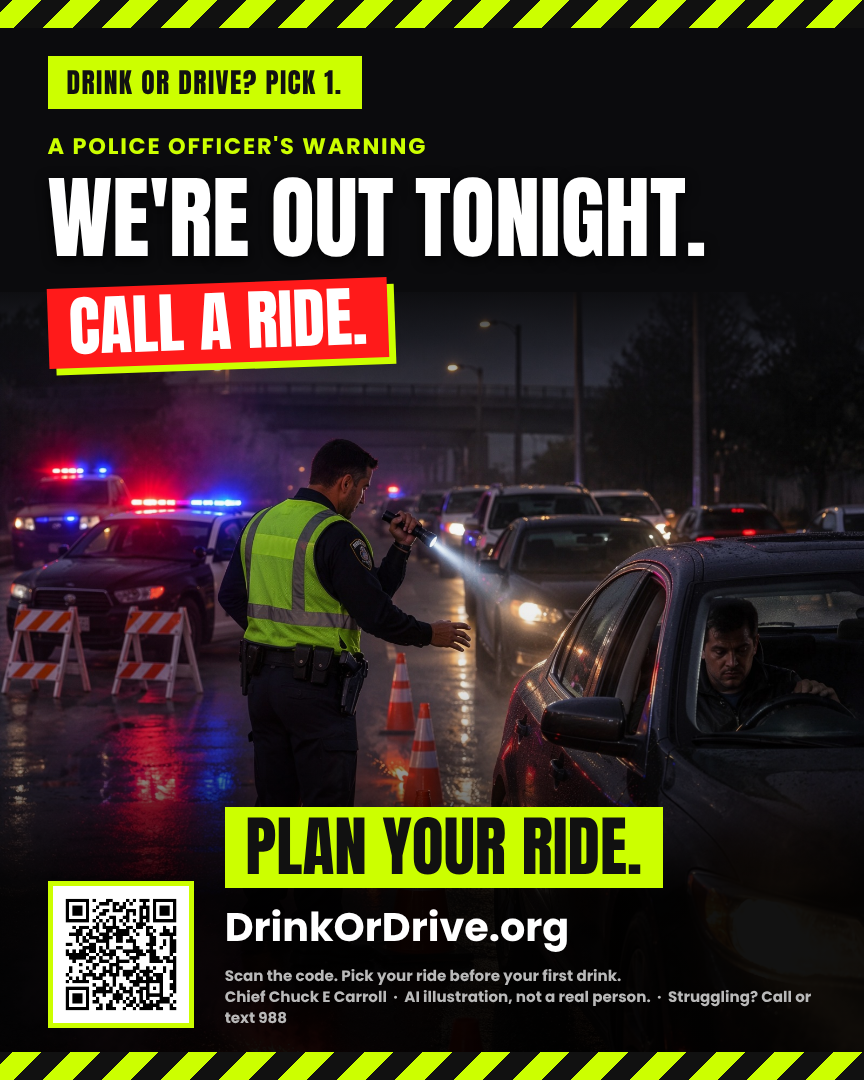 DRINK OR DRIVE? PICK 1.
A POLICE OFFICER'S WARNING
WE'RE OUT TONIGHT.
CALL A RIDE.
PLAN YOUR RIDE.
DrinkOrDrive.org
Scan the code. Pick your ride before your first drink.
Chief Chuck E Carroll · AI illustration, not a real person. · Struggling? Call or
text 988